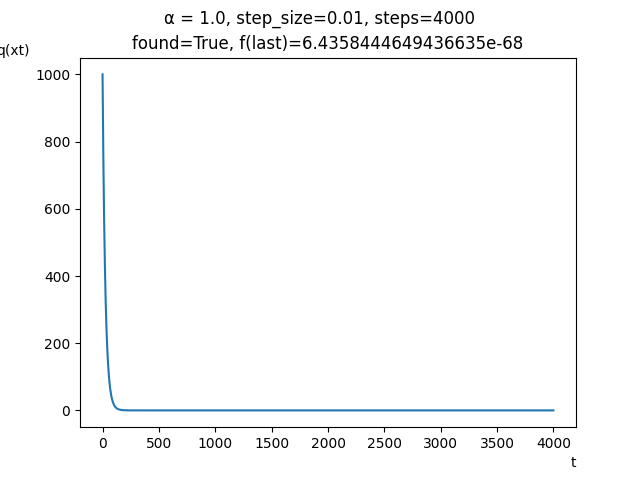 α = 1.0, step_size=0.01, steps=4000
found=True, f(last)=6.4358444649436635e-68
q(xt)
1000
800
600
400
200
0
0 500 1000 1500 2000 2500 3000 3500 4000
t